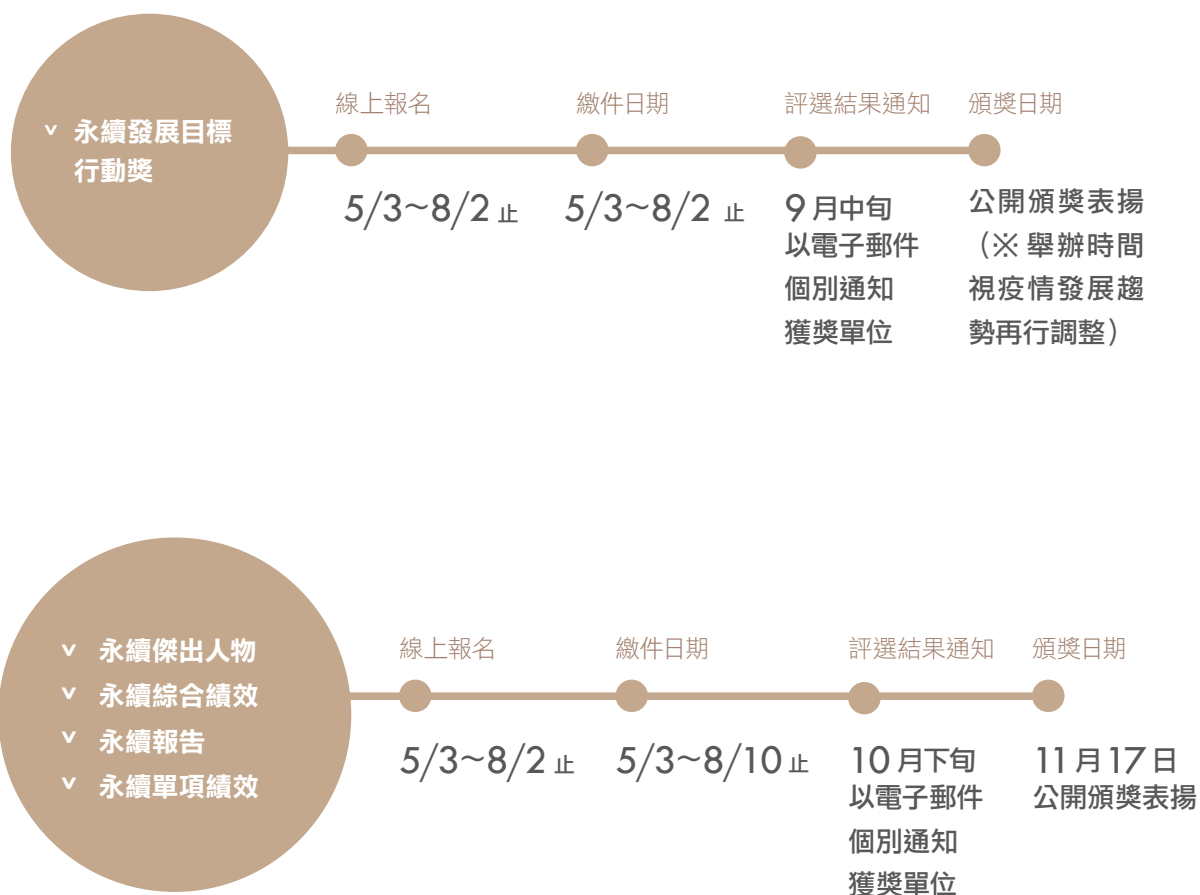 ˅ 永續發展目標
行動獎
線上報名
5/3~8/2 止
繳件日期
5/3~8/2 止
評選結果通知
9 月中旬
以電子郵件
個別通知
獲獎單位
頒獎日期
公開頒獎表揚
（※ 舉辦時間
視疫情發展趨
勢再行調整）
˅ 永續傑出人物
˅ 永續綜合績效
˅ 永續報告
˅ 永續單項績效
線上報名
5/3~8/2 止
繳件日期
5/3~8/10 止
評選結果通知
10 月下旬
以電子郵件
個別通知
獲獎單位
頒獎日期
11 月 17 日
公開頒獎表揚